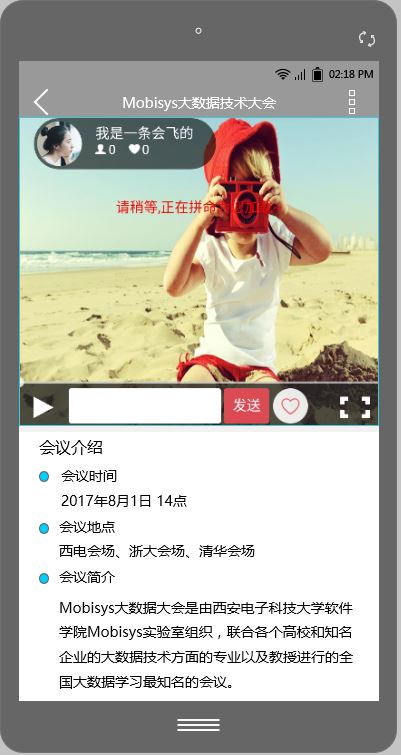 02:18 PM
Mobisys大数据技术大会
我是一条会飞的
0 0
请稍等,正在拼命
发送
会议介绍
会议时间
2017年8月1日 14点
会议地点
西电会场、浙大会场、清华会场
会议简介
Mobisys大数据大会是由西安电子科技大学软件
学院Mobisys实验室组织，联合各个高校和知名
企业的大数据技术方面的专业以及教授进行的全
国大数据学习最知名的会议。